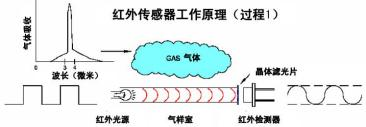 红外传感器工作原理（过程1）
气体吸收
GAS 气体
3 4
波长（微米）
晶体滤光片
红外光源
气样室
红外检测器